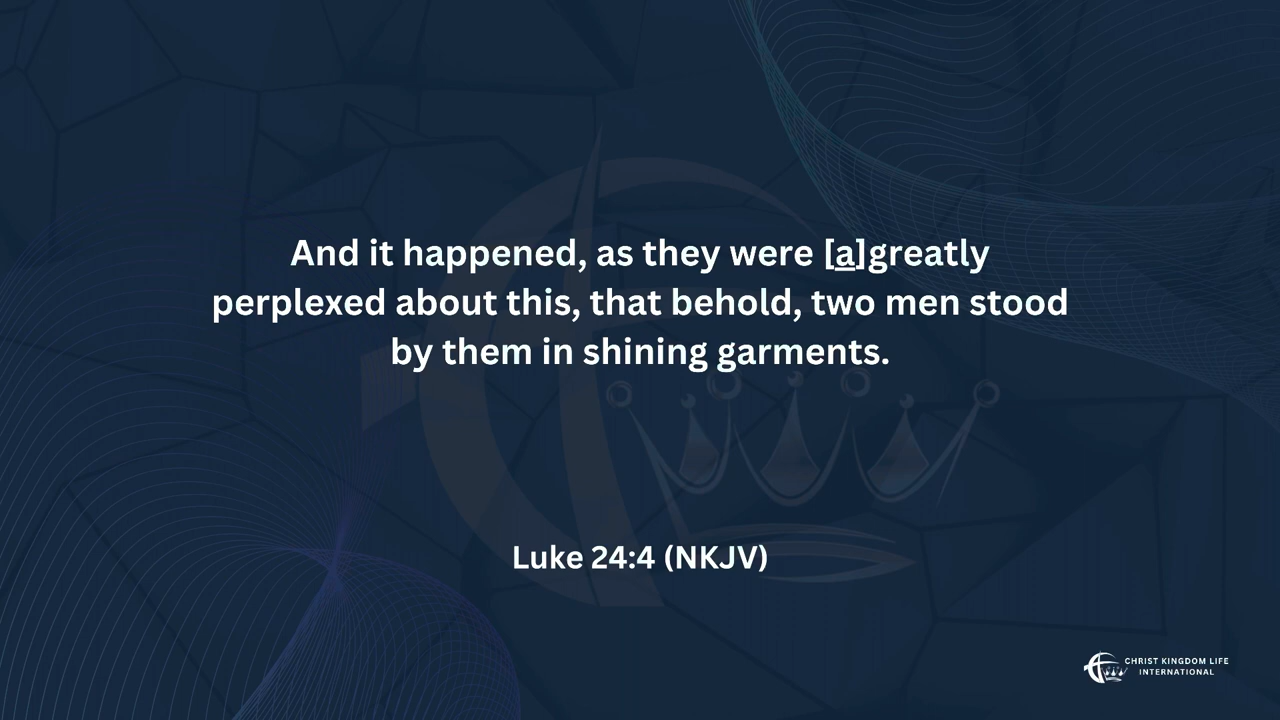 And it happened, as they were [a]greatly
perplexed about this, that behold, two men stood
by them in shining garments.
Luke 24:4 (NKJV)
CHRIST KINGDOM LIFE
INTERNATIONAL